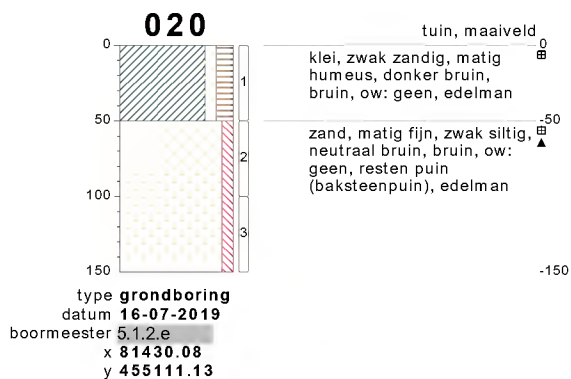 020
tuin, maaiveld
0
0
klei, zwak zandig, matig
humeus, donker bruin,
bruin, ow: geen, edelman
1
50
-50
zand, matig fijn, zwak siltig,
neutraal bruin, bruin, ow:
geen, resten puin
(baksteenpuin), edelman
2
100
3
150
-150
type grondboring
datum 16-07-2019
boormeester 5.1.2.e
x 81430.08
y 455111.13